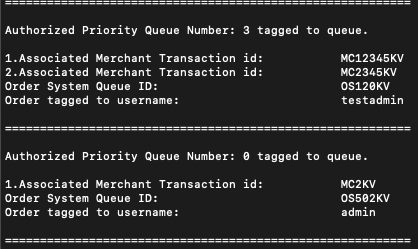 ==========================================================
Authorized Priority Queue Number: 3 tagged to queue.
1.Associated Merchant Transaction id: MC12345KV
2.Associated Merchant Transaction id: MC2345KV
Order System Queue ID: OS120KV
Order tagged to username: testadmin
==========================================================
Authorized Priority Queue Number: 0 tagged to queue.
1.Associated Merchant Transaction id: MC2KV
Order System Queue ID: OS502KV
Order tagged to username: admin
==========================================================